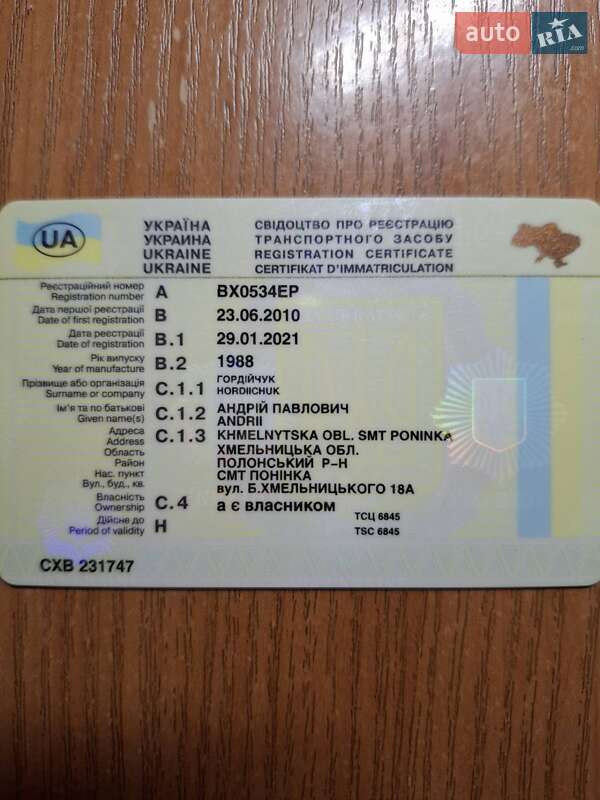 auto RIA .com
UA
УКРАЇНА СВІДОЦТВО ПРО РЕЄСТРАЦІЮ
УКРАИНА ТРАНСПОРТНОГО ЗАСОБУ
UKRAINE REGISTRATION CERTIFICATE
UKRAINE CERTIFIKAT D'IMMATRICULATION
Реєстраційний номер
Registration number A BX0534EP
Дата першої реєстрації
Date of first registration B 23.06.2010
Дата реєстрації
Date of registration B.1 29.01.2021
Рік випуску
Year of manufacture B.2 1988
Прізвище або організація
Surname or company C.1.1 ГОРДІЙЧУК
HORDIICHUK
Ім'я та по батькові
Given name(s) C.1.2 АНДРІЙ ПАВЛОВИЧ
ANDRII
Адреса
Address C.1.3 KHMELNYTSKA OBL. SMT PONINKA
Область ХМЕЛЬНИЦЬКА ОБЛ.
Район ПОЛОНСЬКИЙ Р-Н
Нас. пункт СМТ ПОНІНКА
Вул., буд., кв. вул. Б.ХМЕЛЬНИЦЬКОГО 18А
Власність
Ownership C.4 а є власником
Дійсне до
Period of validity H
ТСЦ 6845
TSC 6845
СХВ 231747